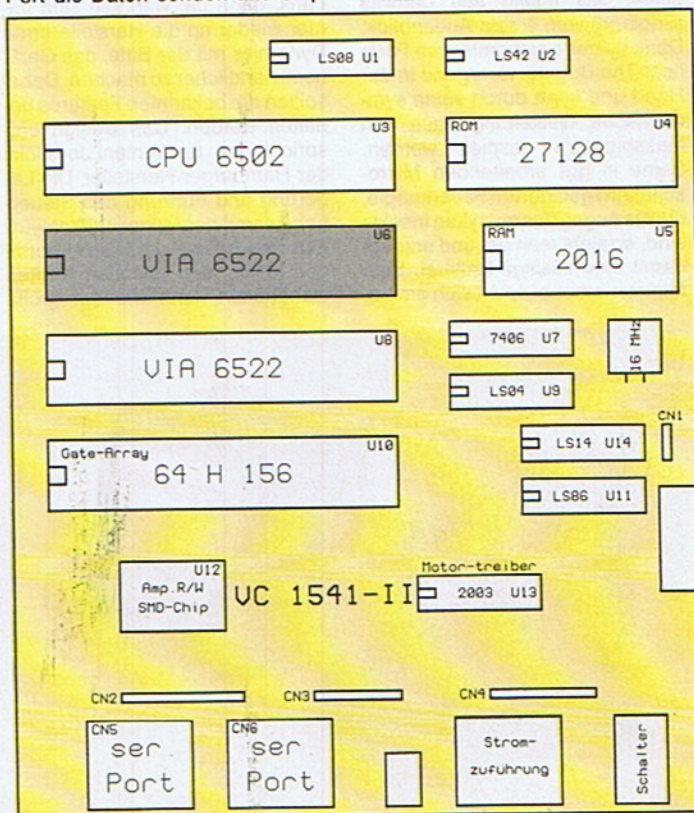 LS08 U1
LS42 U2
U3
CPU 6502
ROM
U4
27128
U6
VIA 6522
RAM
U5
2016
U8
VIA 6522
7406 U7
16 MHz
LS04 U9
CN1
Gate-Array
U10
64 H 156
LS14 U14
LS86 U11
U12
Amp.R/W
SMD-Chip
VC 1541-II
Motor-treiber
2003 U13
CN2
CN3
CN4
CN5
ser
Port
CN6
ser
Port
Strom-
zuführung
Schalter